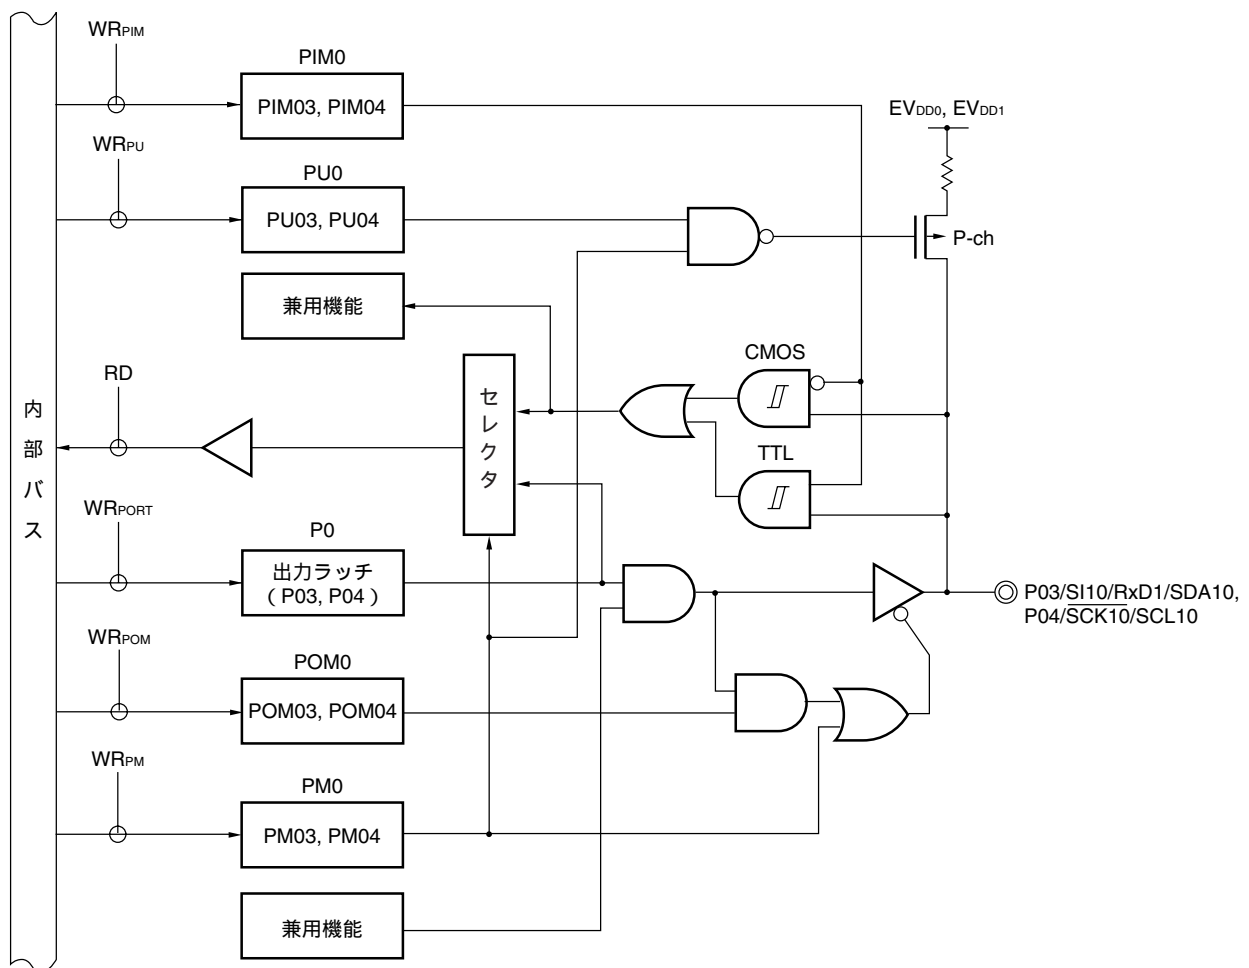 WRPIM
PIM0
PIM03, PIM04
EVDD0, EVDD1
WRPU
PU0
PU03, PU04
P-ch
兼用機能
CMOS
RD
セレクタ
TTL
内部バス
WRPORT
P0
出力ラッチ
(P03, P04)
P03/SI10/RxD1/SDA10,
P04/SCK10/SCL10
WRPOM
POM0
POM03, POM04
WRPM
PM0
PM03, PM04
兼用機能